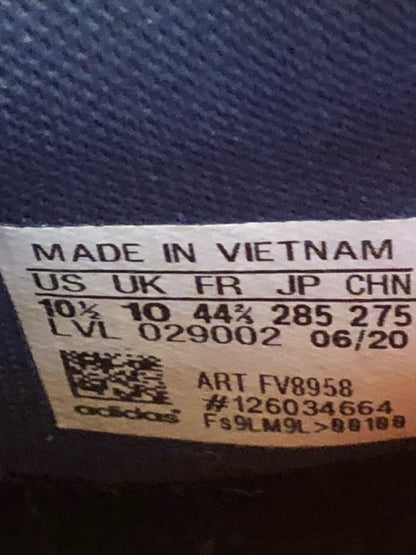 MADE IN VIETNAM
US UK FR JP CHN
10½ 10 44⅔ 285 275
LVL 029002 06/20
ART FV8958
adidas #126034664